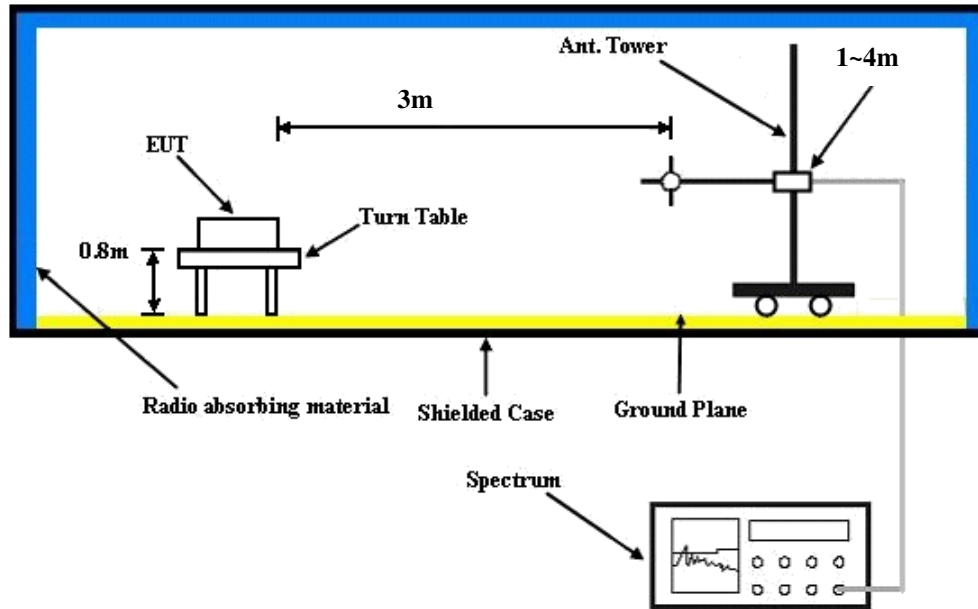 Ant. Tower
1~4m
3m
EUT
Turn Table
0.8m
Radio absorbing material
Shielded Case
Ground Plane
Spectrum